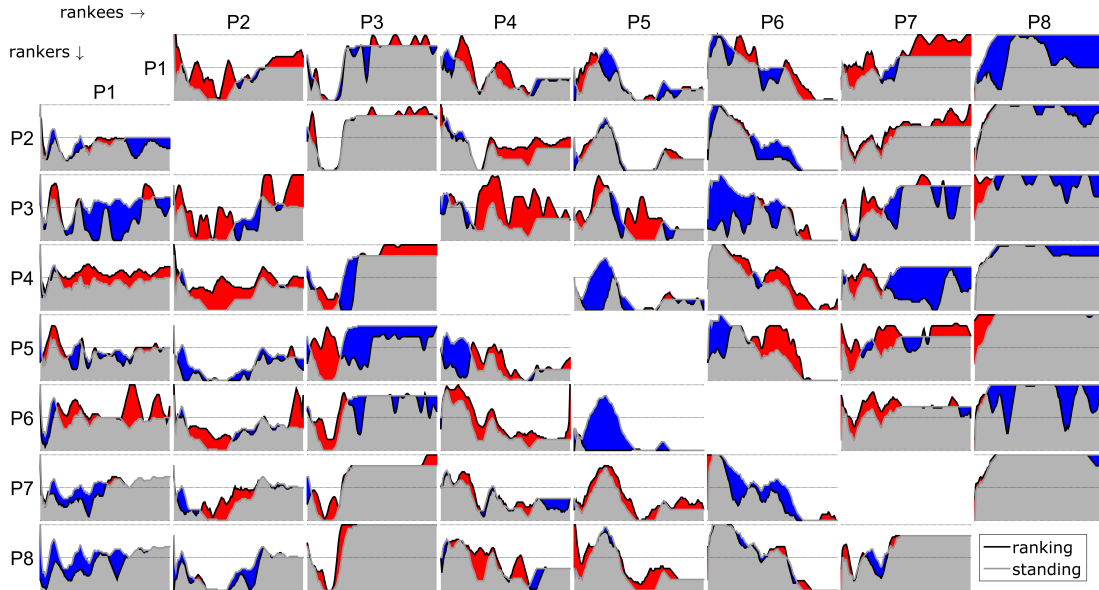 rankees →
P2 P3 P4 P5 P6 P7 P8
rankers ↓
P1
P1
P2
P3
P4
P5
P6
P7
P8
ranking
standing